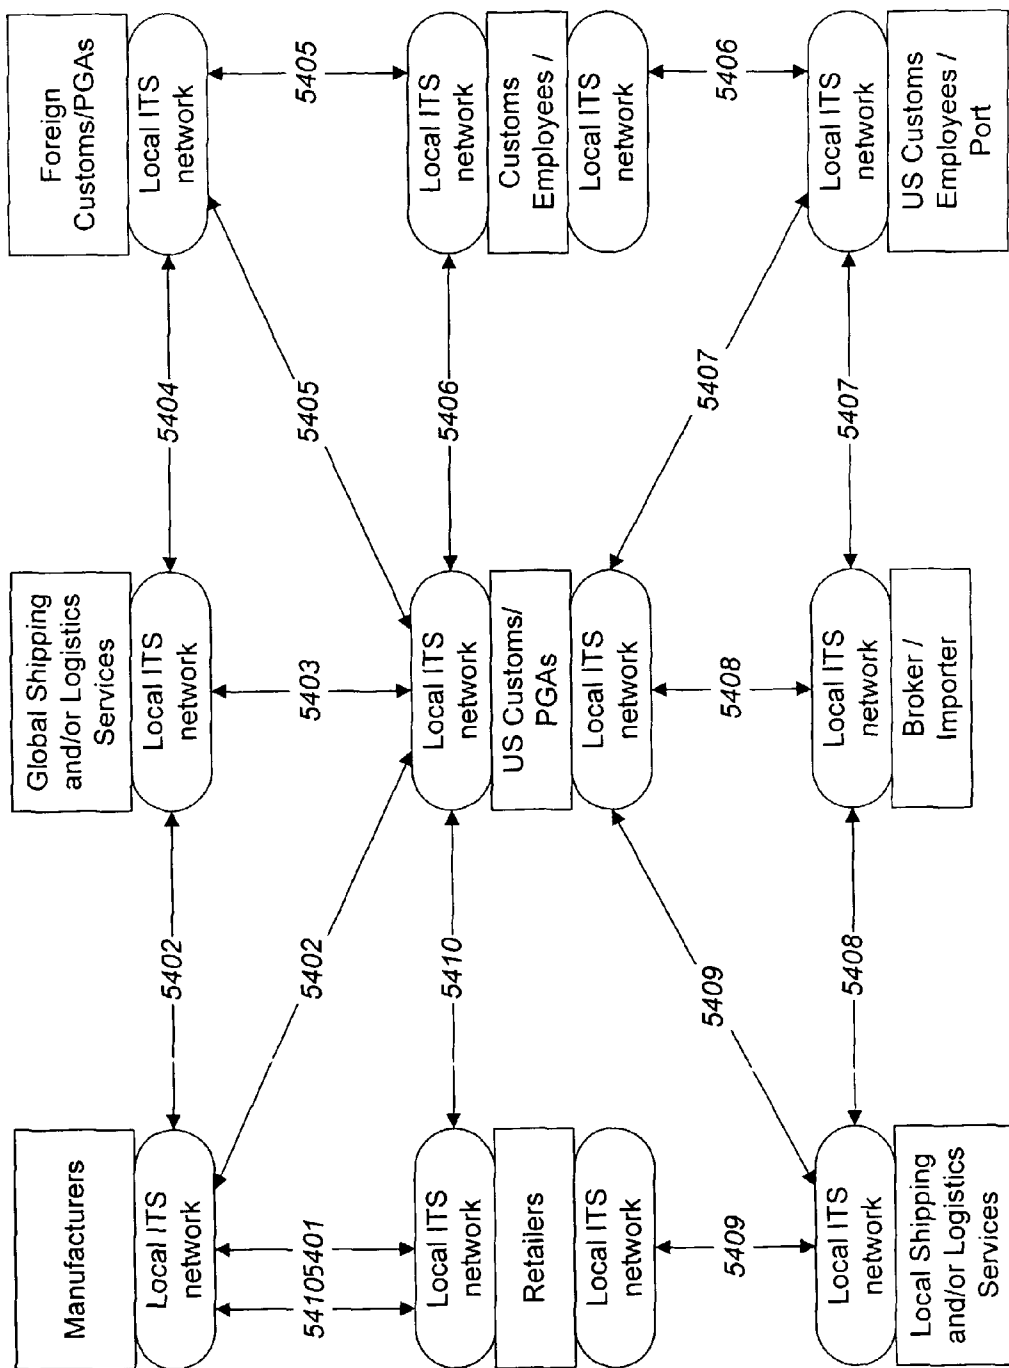 Manufacturers
Local ITS
network
5402
Global Shipping
and/or Logistics
Services
Local ITS
network
5404
Foreign
Customs/PGAs
Local ITS
network
5410
5401
5402
5403
5405
5405
Local ITS
network
Retailers
Local ITS
network
5410
Local ITS
network
US Customs/
PGAs
Local ITS
network
5406
Local ITS
network
Customs
Employees /
Local ITS
network
5409
5409
5408
5407
5406
Local ITS
network
Local Shipping
and/or Logistics
Services
5408
Local ITS
network
Broker /
Importer
5407
Local ITS
network
US Customs
Employees /
Port